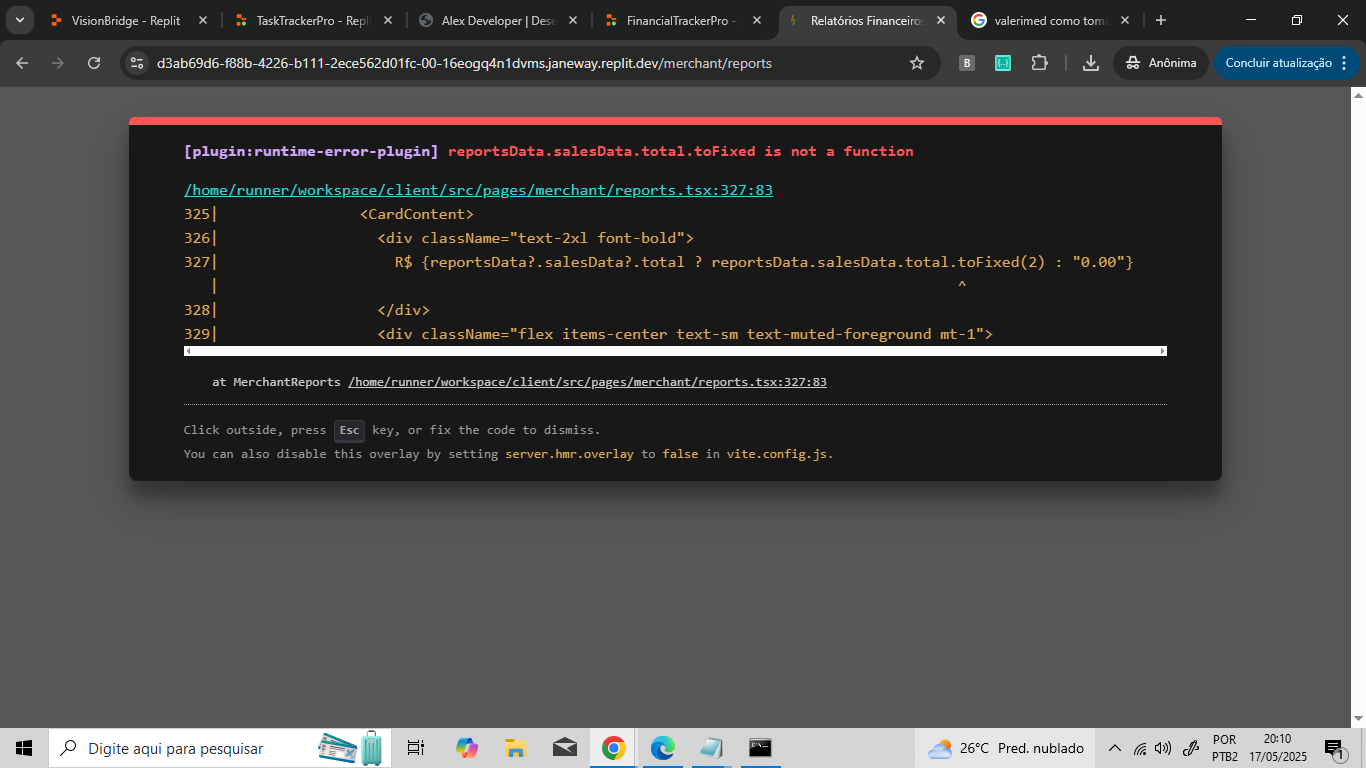 VisionBridge - Replit
TaskTrackerPro - Repli
Alex Developer | Dese
FinancialTrackerPro -
Relatórios Financeiros
valerimed como toma
d3ab69d6-f88b-4226-b111-2ece562d01fc-00-16eogq4n1dvms.janeway.replit.dev/merchant/reports
B
{..}
Anônima
Concluir atualização
[plugin:runtime-error-plugin] reportsData.salesData.total.toFixed is not a function
/home/runner/workspace/client/src/pages/merchant/reports.tsx:327:83
325| <CardContent>
326| <div className="text-2xl font-bold">
327| R$ {reportsData?.salesData?.total ? reportsData.salesData.total.toFixed(2) : "0.00"}
| ^
328| </div>
329| <div className="flex items-center text-sm text-muted-foreground mt-1">
at MerchantReports /home/runner/workspace/client/src/pages/merchant/reports.tsx:327:83
Click outside, press Esc key, or fix the code to dismiss.
You can also disable this overlay by setting server.hmr.overlay to false in vite.config.js.
Digite aqui para pesquisar
26°C Pred. nublado
POR
PTB2
20:10
17/05/2025
1